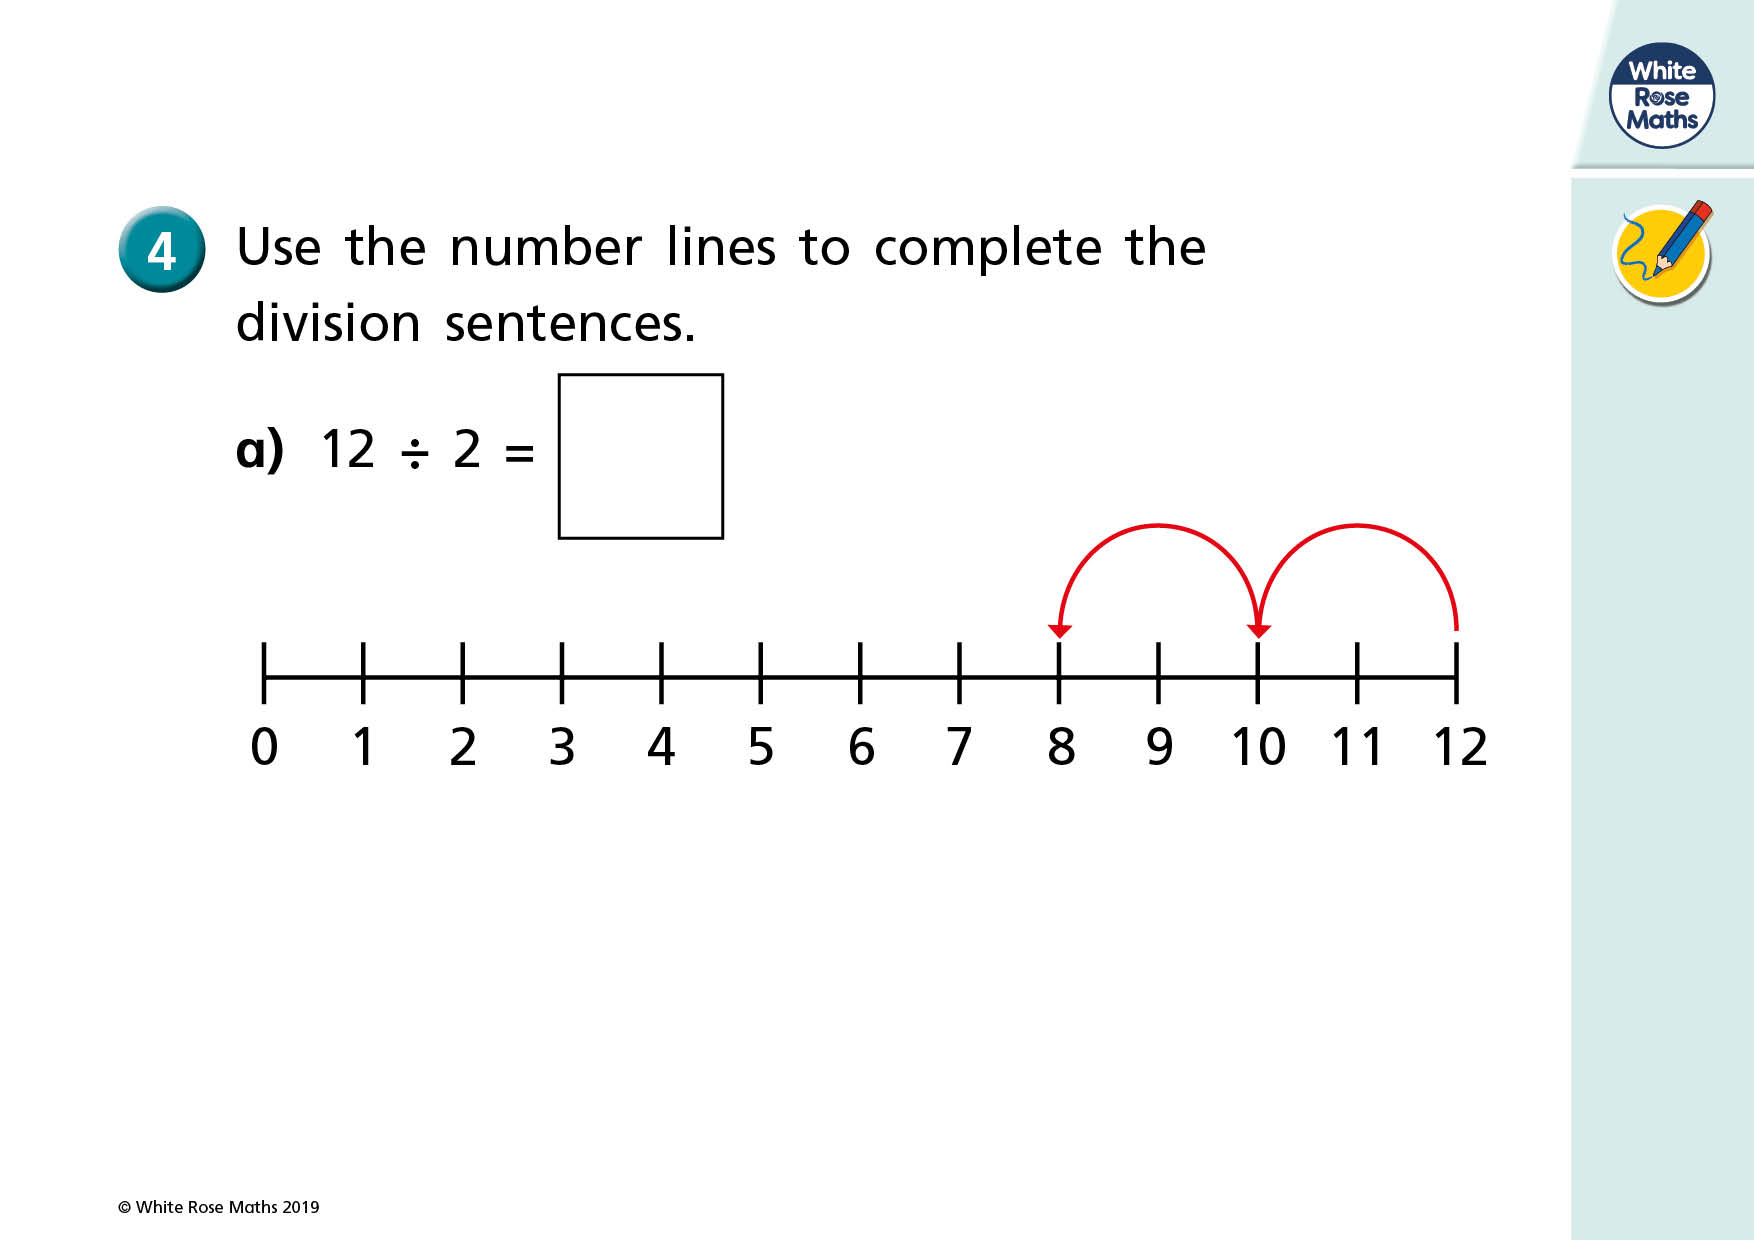 White
Rose
Maths
4 Use the number lines to complete the
division sentences.
a) 12 ÷ 2 =
0 1 2 3 4 5 6 7 8 9 10 11 12
© White Rose Maths 2019